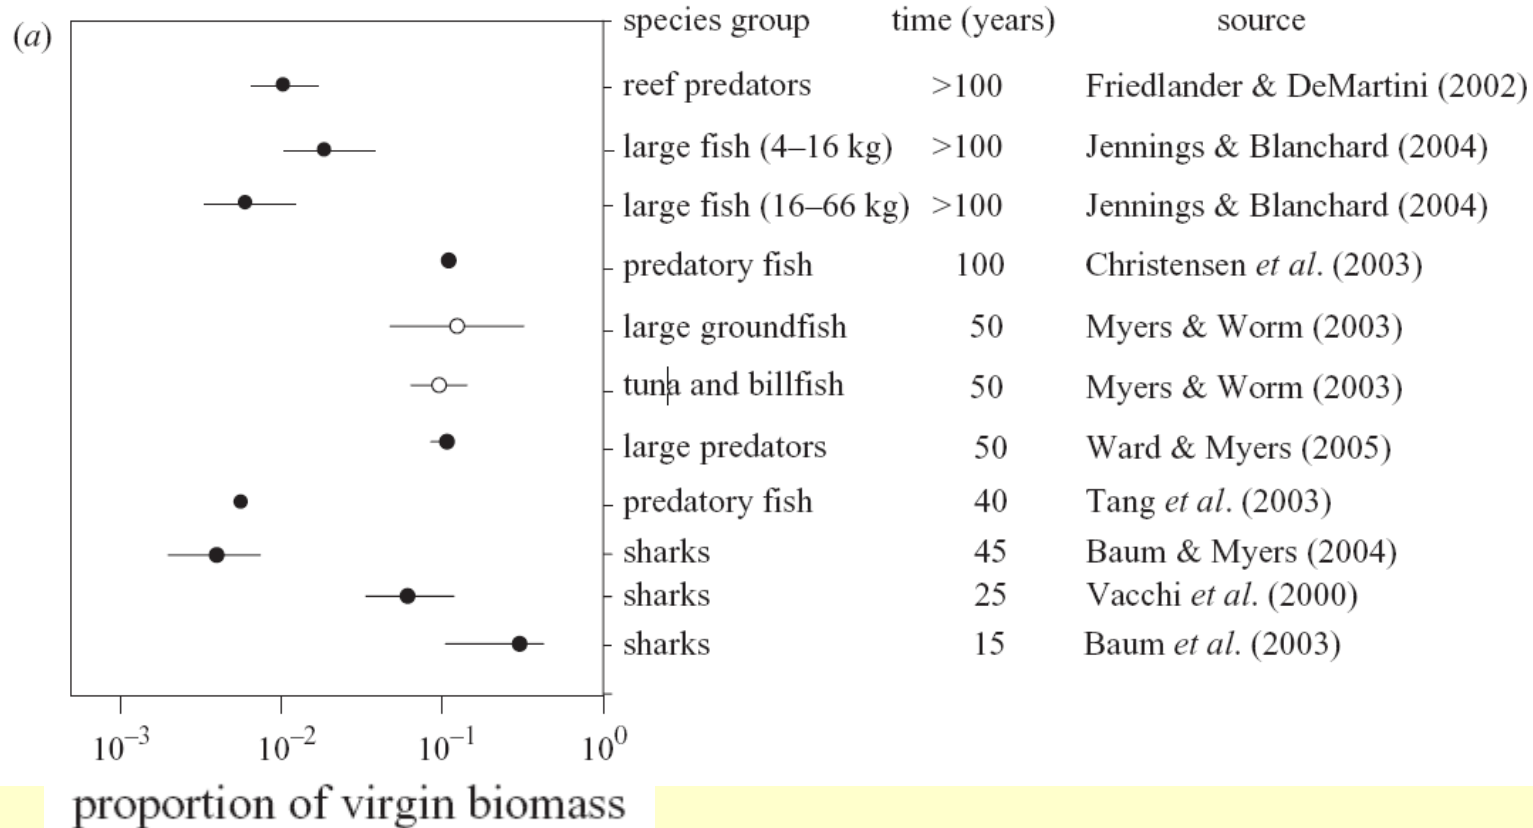 (a)
species group time (years) source
reef predators >100 Friedlander & DeMartini (2002)
large fish (4–16 kg) >100 Jennings & Blanchard (2004)
large fish (16–66 kg) >100 Jennings & Blanchard (2004)
predatory fish 100 Christensen et al. (2003)
large groundfish 50 Myers & Worm (2003)
tuna and billfish 50 Myers & Worm (2003)
large predators 50 Ward & Myers (2005)
predatory fish 40 Tang et al. (2003)
sharks 45 Baum & Myers (2004)
sharks 25 Vacchi et al. (2000)
sharks 15 Baum et al. (2003)
10⁻³ 10⁻² 10⁻¹ 10⁰
proportion of virgin biomass